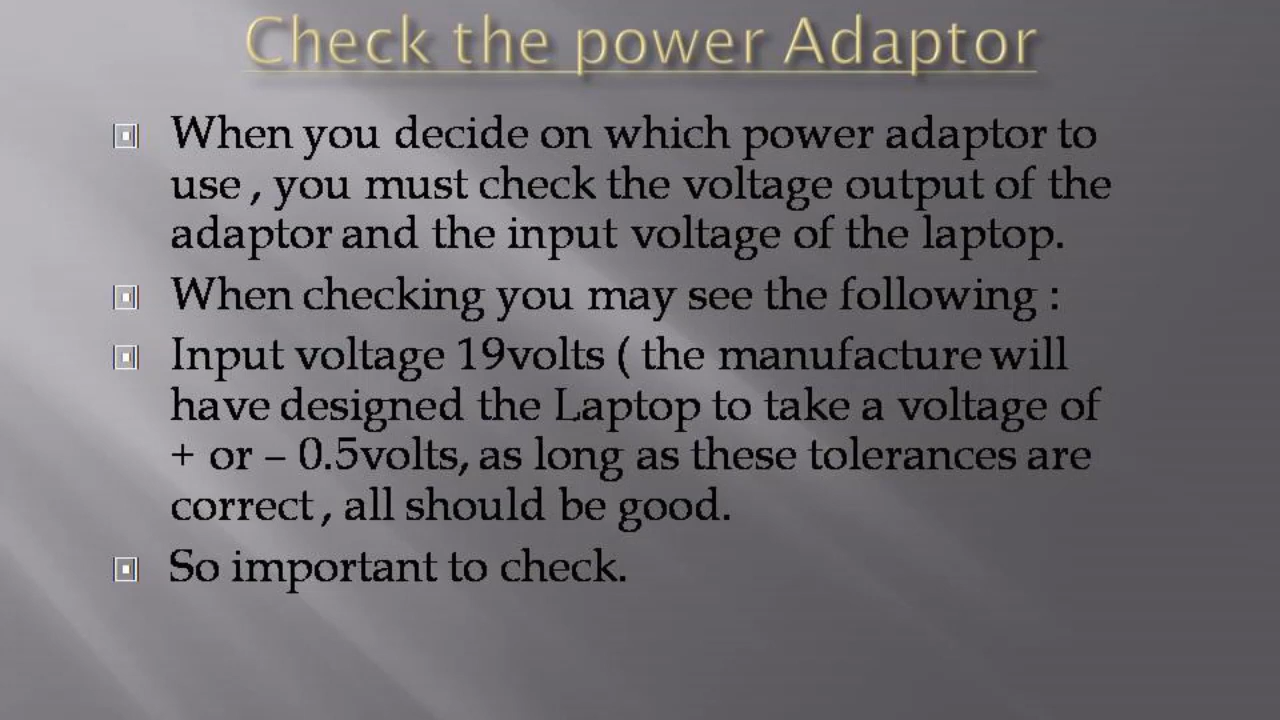 Check the power Adaptor
When you decide on which power adaptor to
use , you must check the voltage output of the
adaptor and the input voltage of the laptop.
When checking you may see the following :
Input voltage 19volts ( the manufacture will
have designed the Laptop to take a voltage of
+ or – 0.5volts, as long as these tolerances are
correct , all should be good.
So important to check.